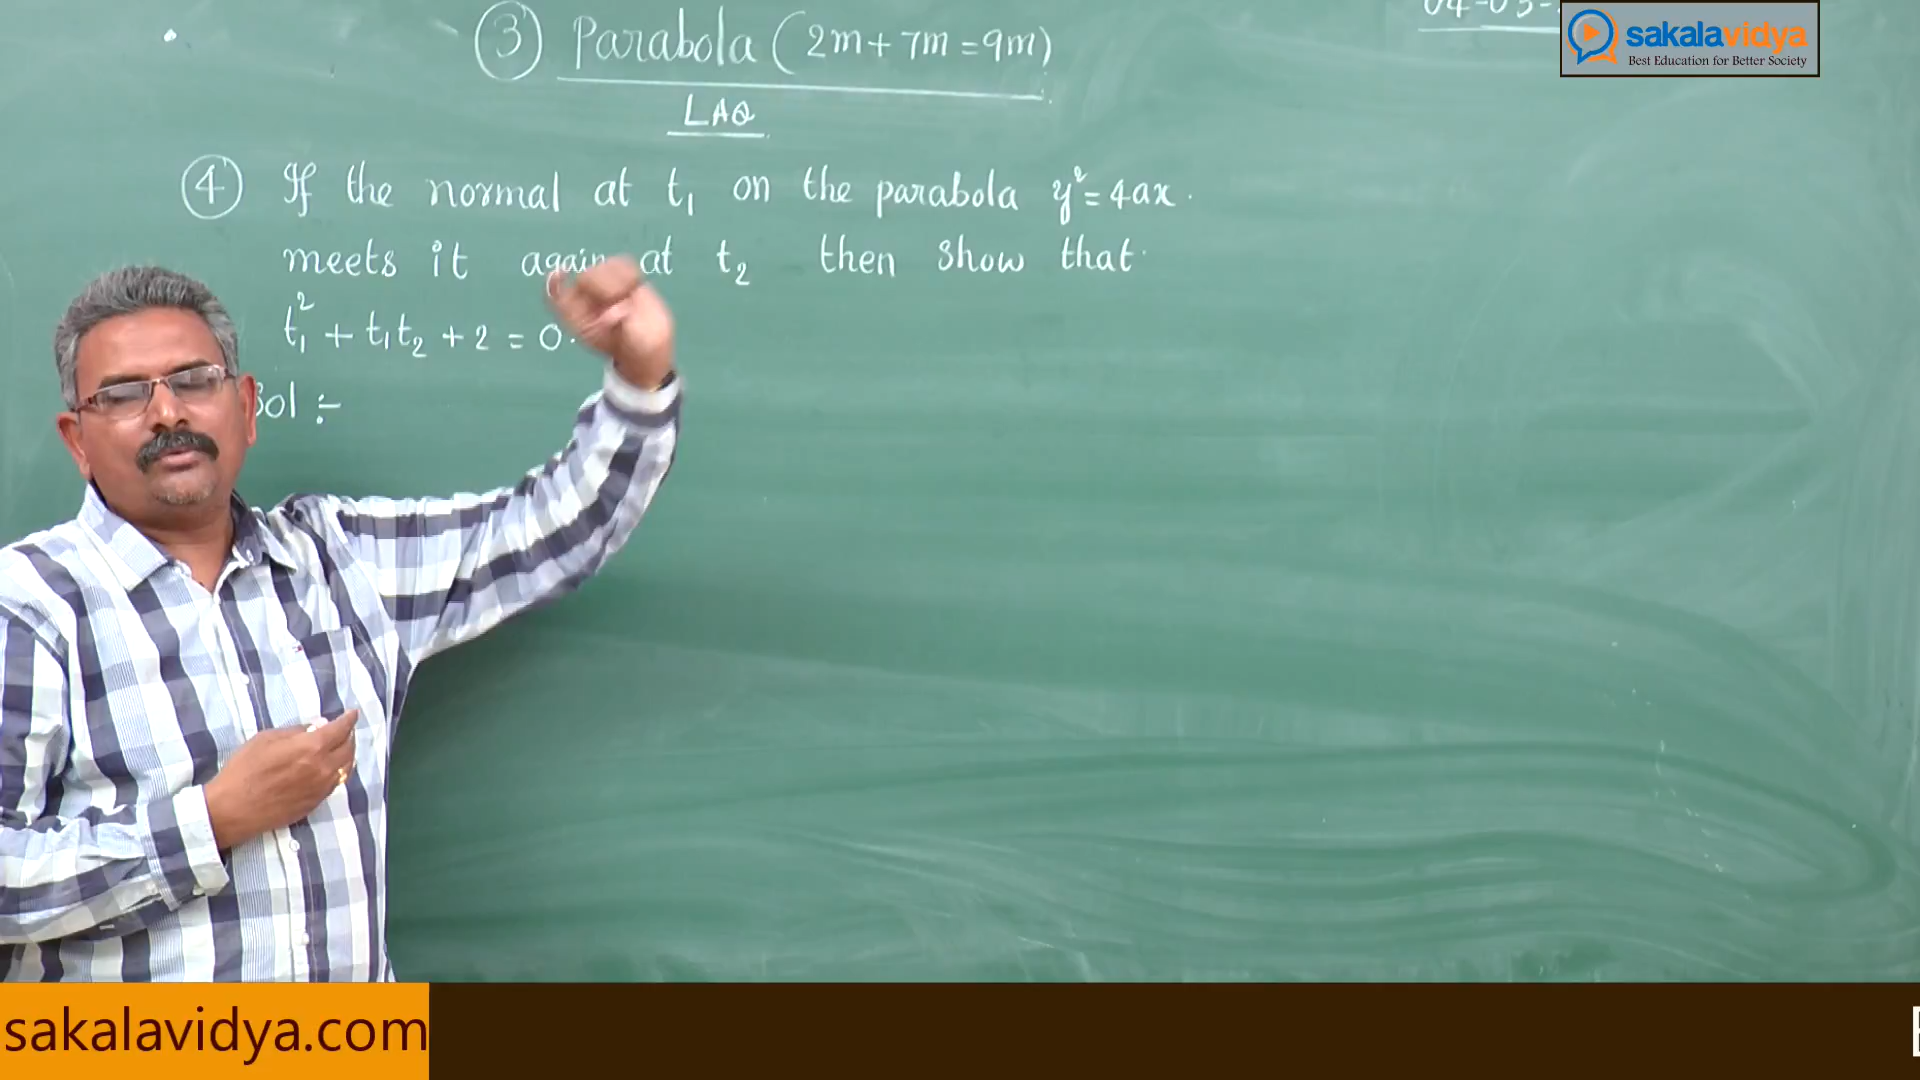 ③ Parabola (2m + 7m = 9m)
sakalavidya
Best Education for Better Society
LAQ
④ If the normal at t₁ on the parabola y² = 4ax.
meets it again at t₂ then show that
t₁² + t₁t₂ + 2 = 0.
Sol :-
sakalavidya.com